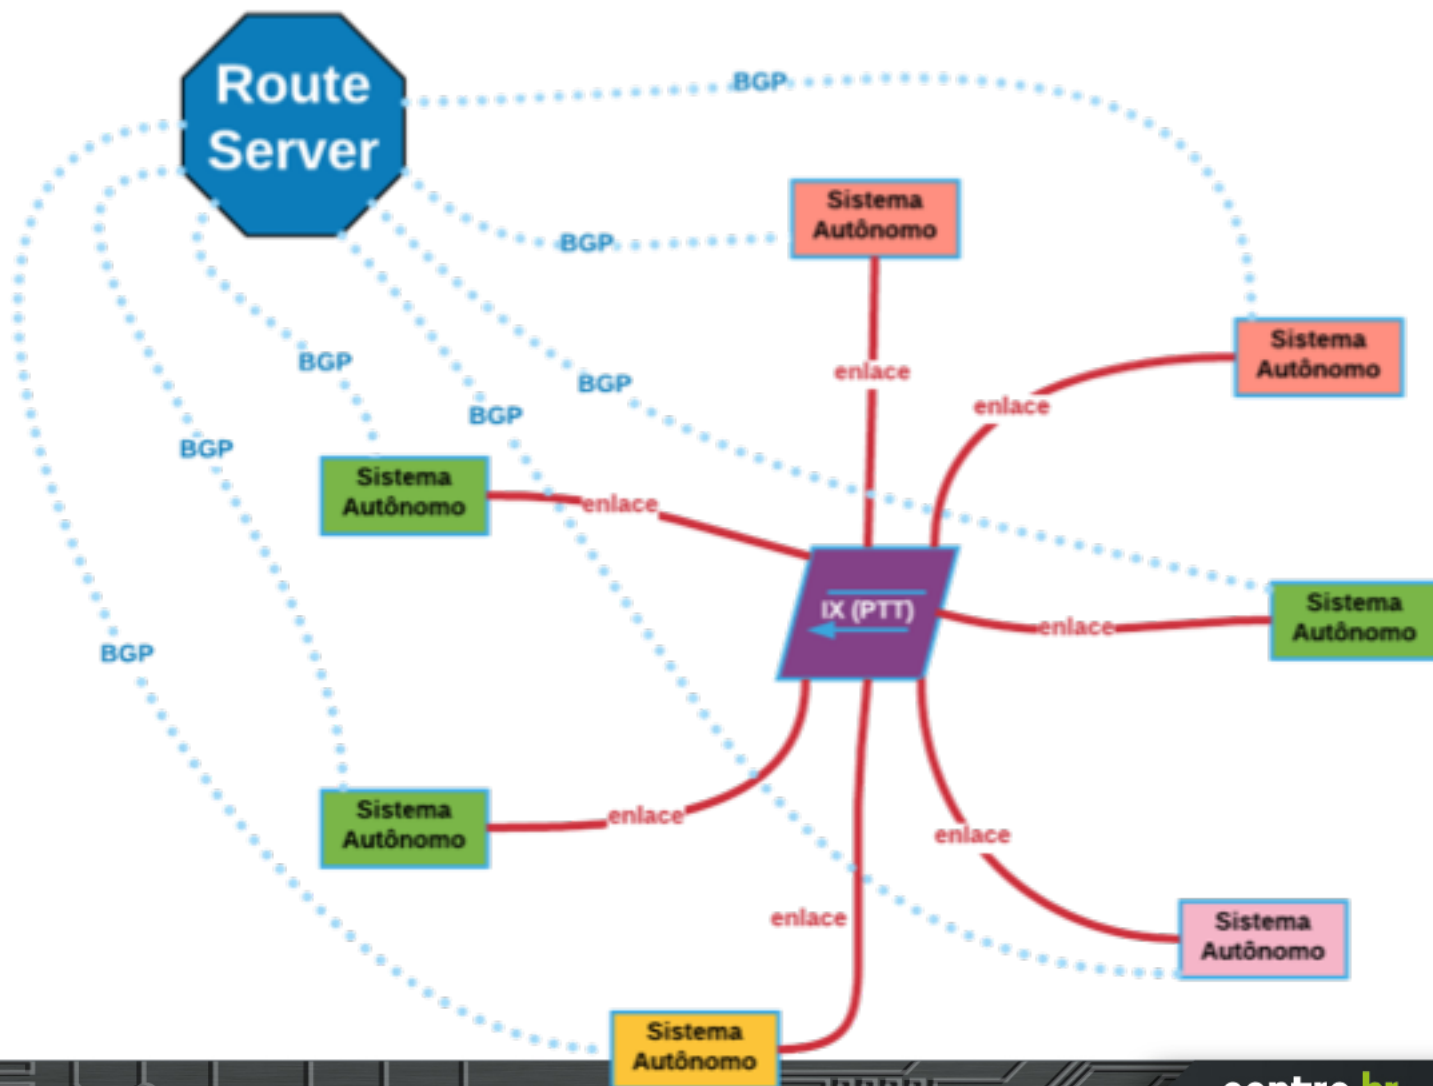 Route
Server
BGP
Sistema
Autônomo
BGP
Sistema
Autônomo
enlace
BGP
BGP
enlace
BGP
BGP
Sistema
Autônomo
enlace
IX (PTT)
Sistema
Autônomo
enlace
BGP
Sistema
Autônomo
enlace
enlace
enlace
Sistema
Autônomo
Sistema
Autônomo